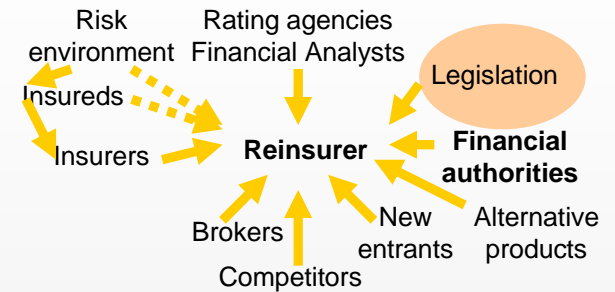 Risk
environment
Rating agencies
Financial Analysts
Legislation
Insureds
Insurers
Reinsurer
Financial
authorities
Brokers
Competitors
New
entrants
Alternative
products